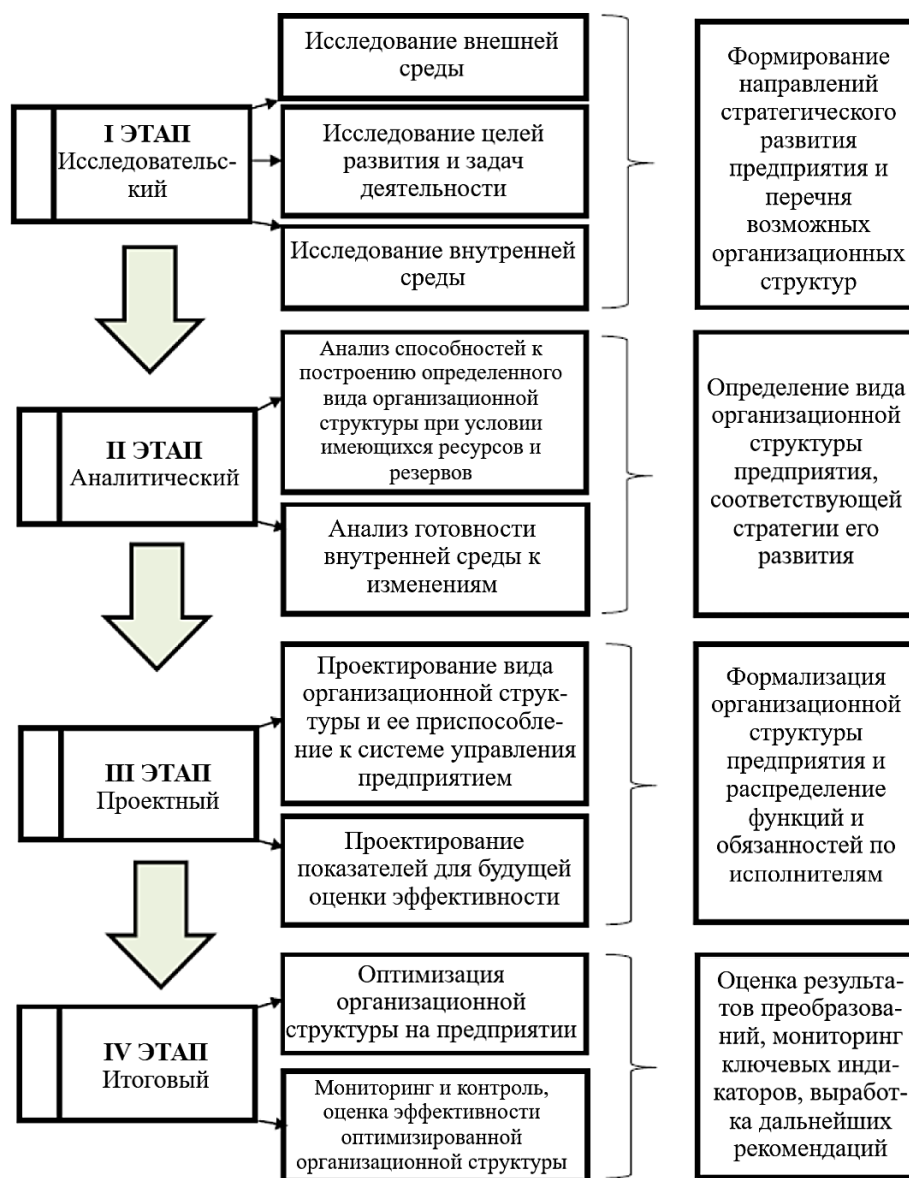 Исследование внешней
среды
I ЭТАП
Исследовательс-
кий
Исследование целей
развития и задач
деятельности
Исследование внутренней
среды
Формирование
направлений
стратегического
развития
предприятия и
перечня
возможных
организационных
структур
II ЭТАП
Аналитический
Анализ способностей к
построению определенного
вида организационной
структуры при условии
имеющихся ресурсов и
резервов
Анализ готовности
внутренней среды к
изменениям
Определение вида
организационной
структуры
предприятия,
соответствующей
стратегии его
развития
III ЭТАП
Проектный
Проектирование вида
организационной струк-
туры и ее приспособле-
ние к системе управления
предприятием
Проектирование
показателей для будущей
оценки эффективности
Формализация
организационной
структуры
предприятия и
распределение
функций и
обязанностей по
исполнителям
IV ЭТАП
Итоговый
Оптимизация
организационной
структуры на предприятии
Мониторинг и контроль,
оценка эффективности
оптимизированной
организационной структуры
Оценка результа-
тов преобразова-
ний, мониторинг
ключевых инди-
каторов, выработ-
ка дальнейших
рекомендаций